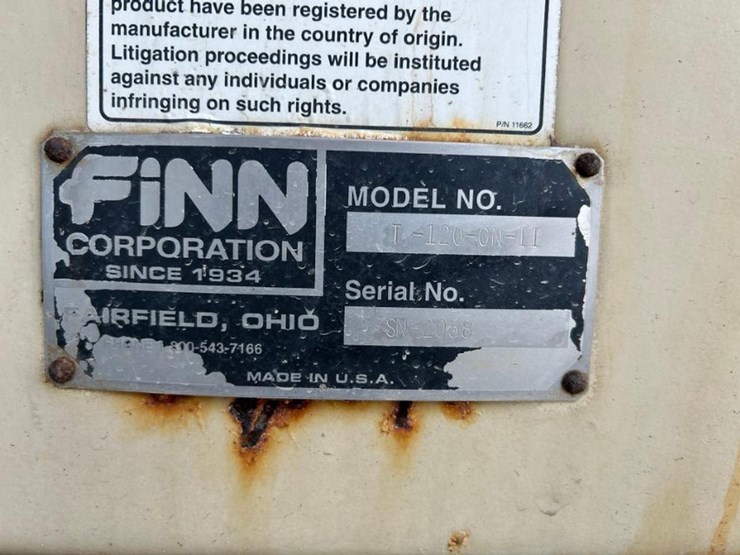 product have been registered by the
manufacturer in the country of origin.
Litigation proceedings will be instituted
against any individuals or companies
infringing on such rights.
P/N 11662
FiNN
CORPORATION
SINCE 1934
FAIRFIELD, OHIO
1-800-543-7166
MADE IN U.S.A.
MODEL NO.
T -120-ON-II
Serial No.